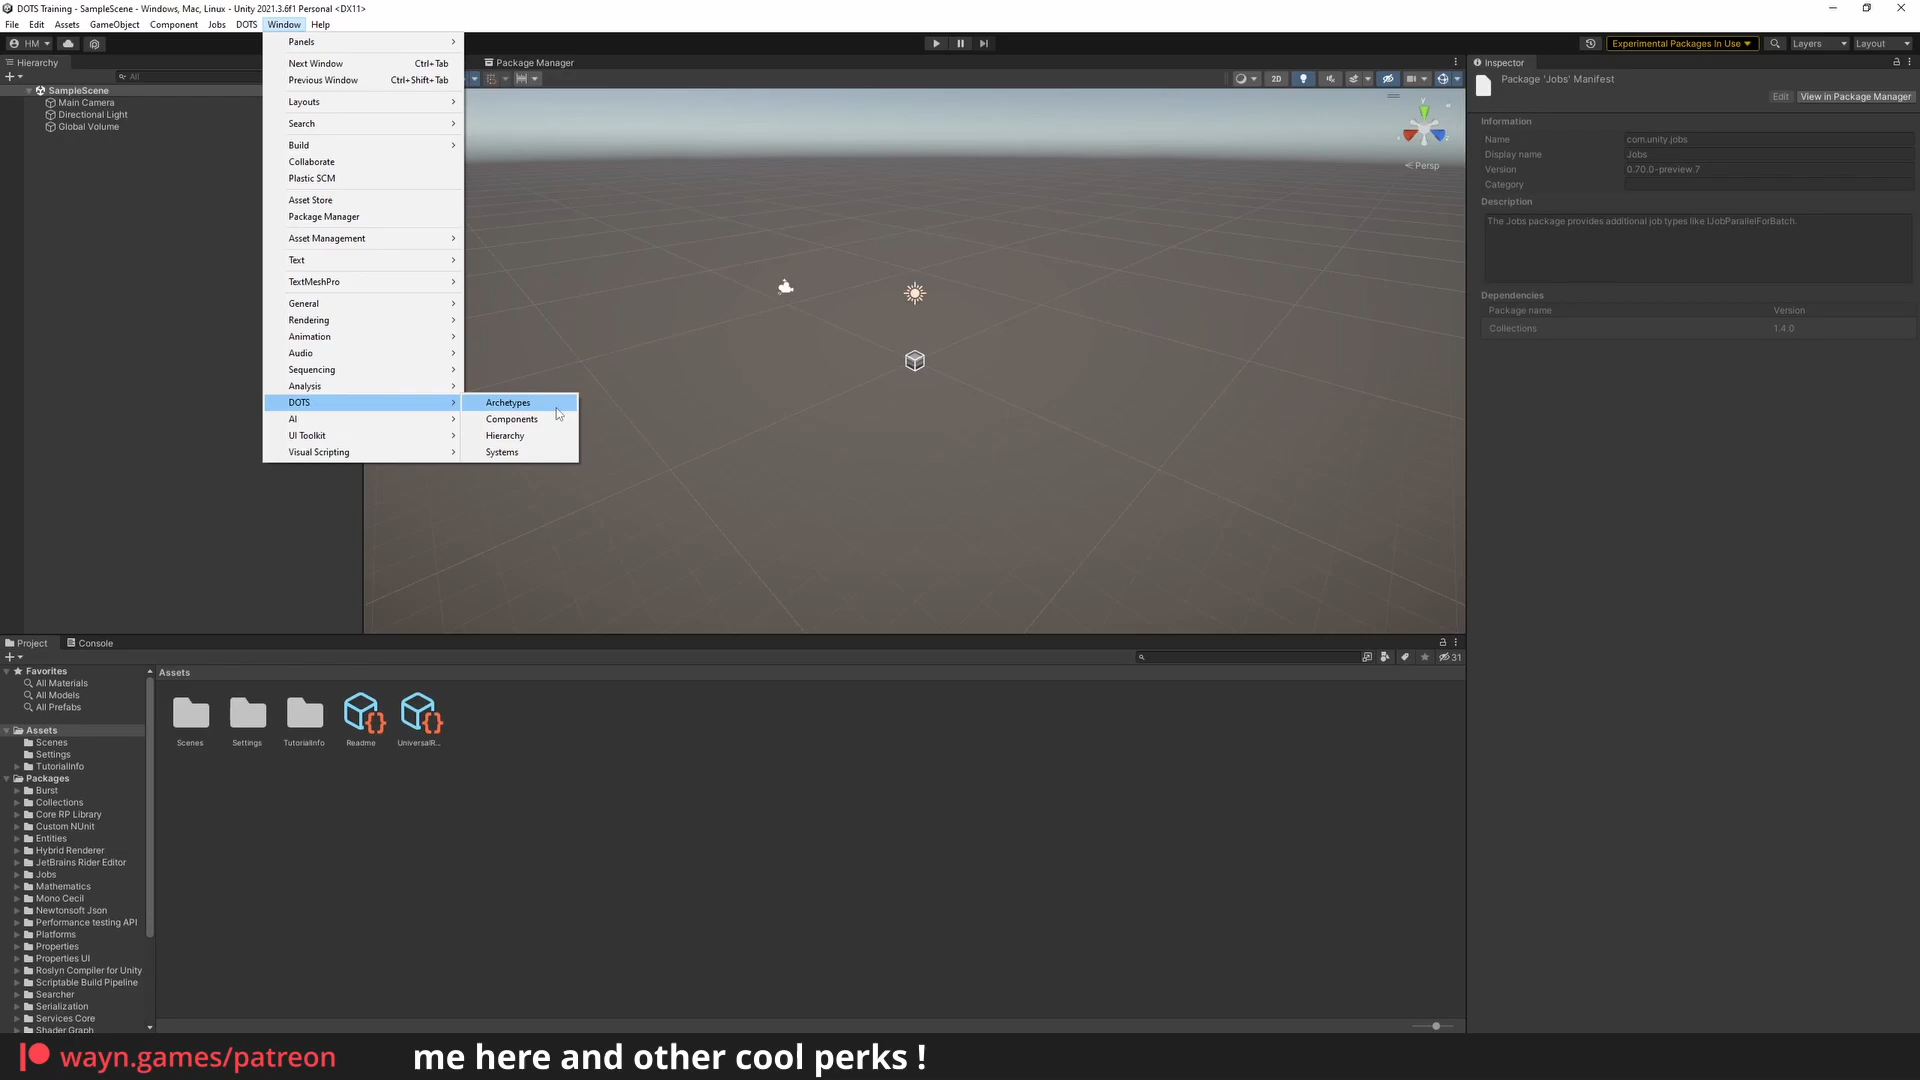 DOTS Training - SampleScene - Windows, Mac, Linux - Unity 2021.3.6f1 Personal <DX11>
File Edit Assets GameObject Component Jobs DOTS Window Help
HM
Experimental Packages In Use
Layers
Layout
Hierarchy
All
SampleScene
Main Camera
Directional Light
Global Volume
Panels
Next Window Ctrl+Tab
Previous Window Ctrl+Shift+Tab
Layouts
Search
Build
Collaborate
Plastic SCM
Asset Store
Package Manager
Asset Management
Text
TextMeshPro
General
Rendering
Animation
Audio
Sequencing
Analysis
DOTS
AI
UI Toolkit
Visual Scripting
Archetypes
Components
Hierarchy
Systems
Package Manager
2D
y
Persp
Inspector
Package 'Jobs' Manifest
Edit
View in Package Manager
Information
Name com.unity.jobs
Display name Jobs
Version 0.70.0-preview.7
Category
Description
The Jobs package provides additional job types like IJobParallelForBatch.
Dependencies
Package name Version
Collections 1.4.0
Project
Console
31
Favorites
All Materials
All Models
All Prefabs
Assets
Scenes
Settings
TutorialInfo
Packages
Burst
Collections
Core RP Library
Custom NUnit
Entities
Hybrid Renderer
JetBrains Rider Editor
Jobs
Mathematics
Mono Cecil
Newtonsoft Json
Performance testing API
Platforms
Properties
Properties UI
Roslyn Compiler for Unity
Scriptable Build Pipeline
Searcher
Serialization
Services Core
Shader Graph
Assets
Scenes
Settings
TutorialInfo
Readme
UniversalR...
wayn.games/patreon
me here and other cool perks !